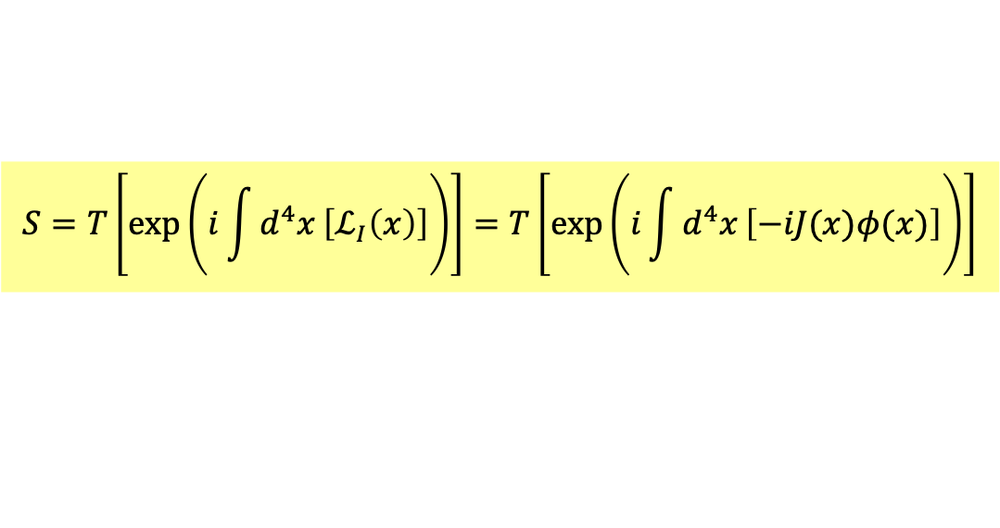 S = T [exp (i ∫ d⁴x [ℒ_I(x)])] = T [exp (i ∫ d⁴x [−iJ(x)ϕ(x)])]